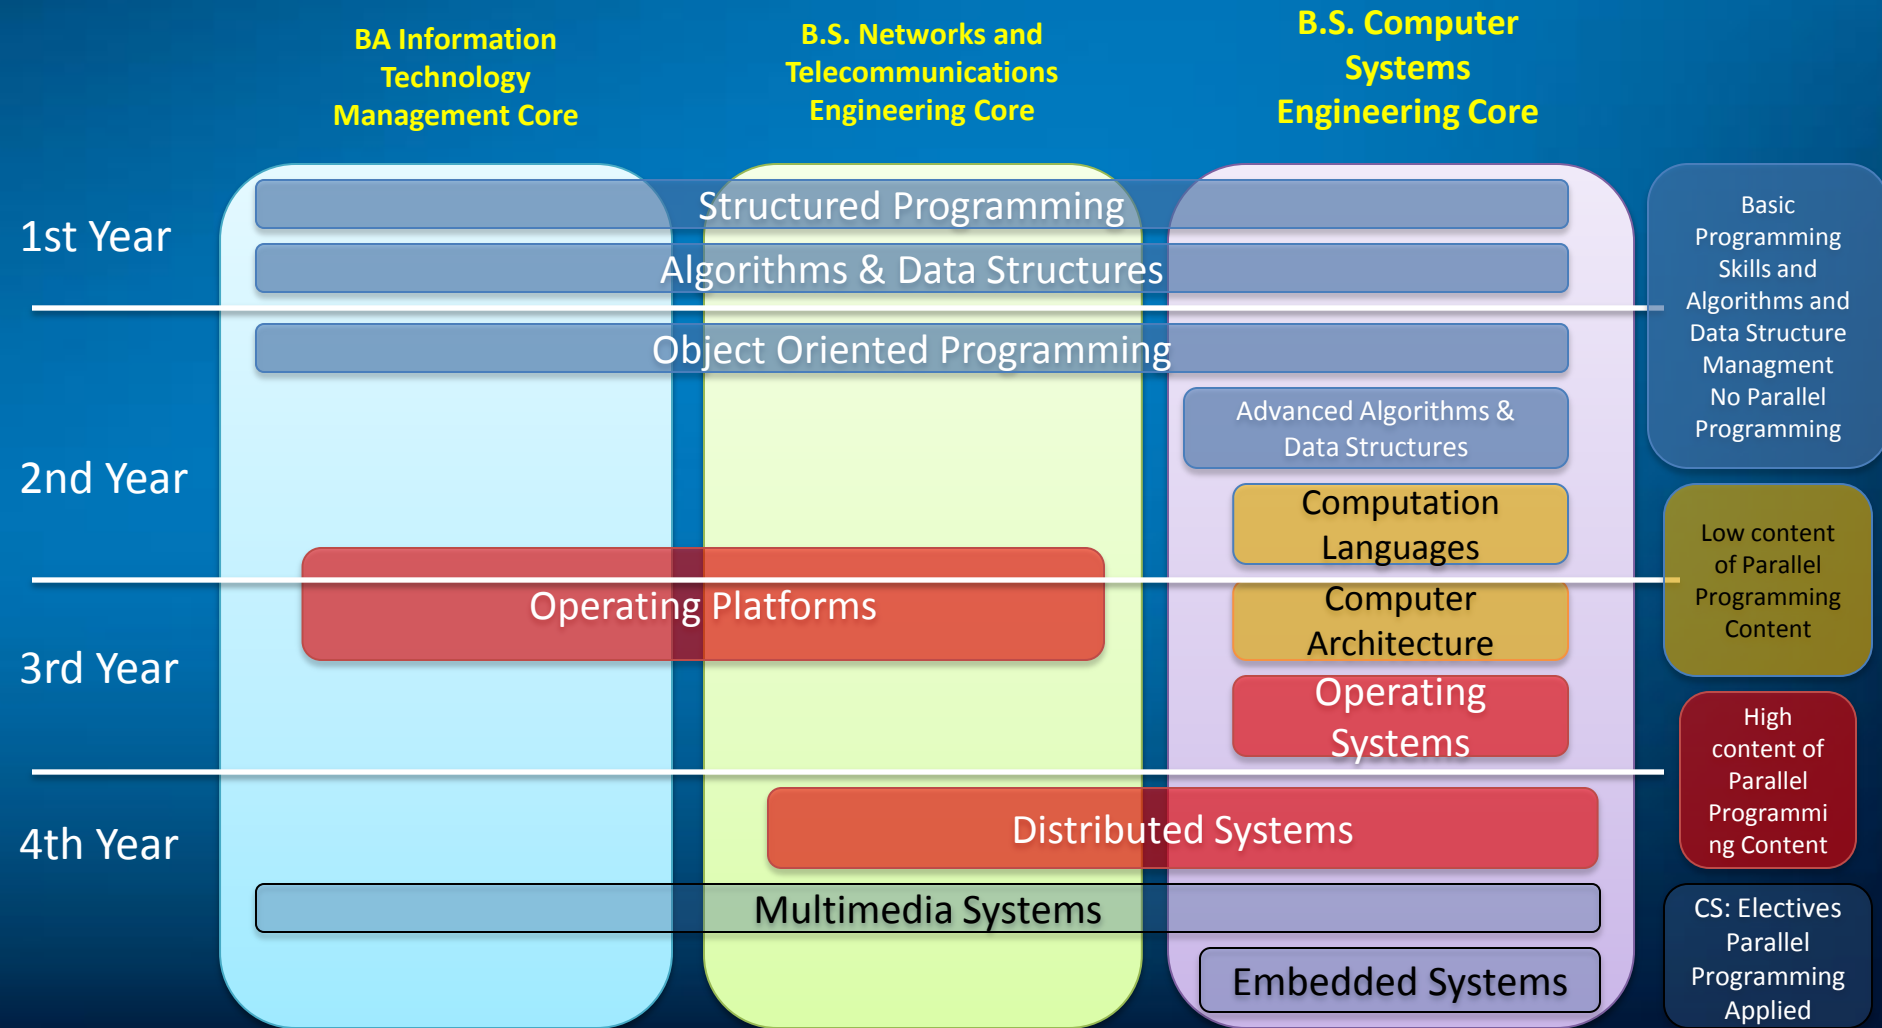 BA Information
Technology
Management Core
B.S. Networks and
Telecommunications
Engineering Core
B.S. Computer
Systems
Engineering Core
1st Year
Structured Programming
Algorithms & Data Structures
Object Oriented Programming
Advanced Algorithms &
Data Structures
2nd Year
Computation
Languages
Operating Platforms
Computer
Architecture
3rd Year
Operating
Systems
4th Year
Distributed Systems
Multimedia Systems
Embedded Systems
Basic
Programming
Skills and
Algorithms and
Data Structure
Managment
No Parallel
Programming
Low content
of Parallel
Programming
Content
High
content of
Parallel
Programmi
ng Content
CS: Electives
Parallel
Programming
Applied